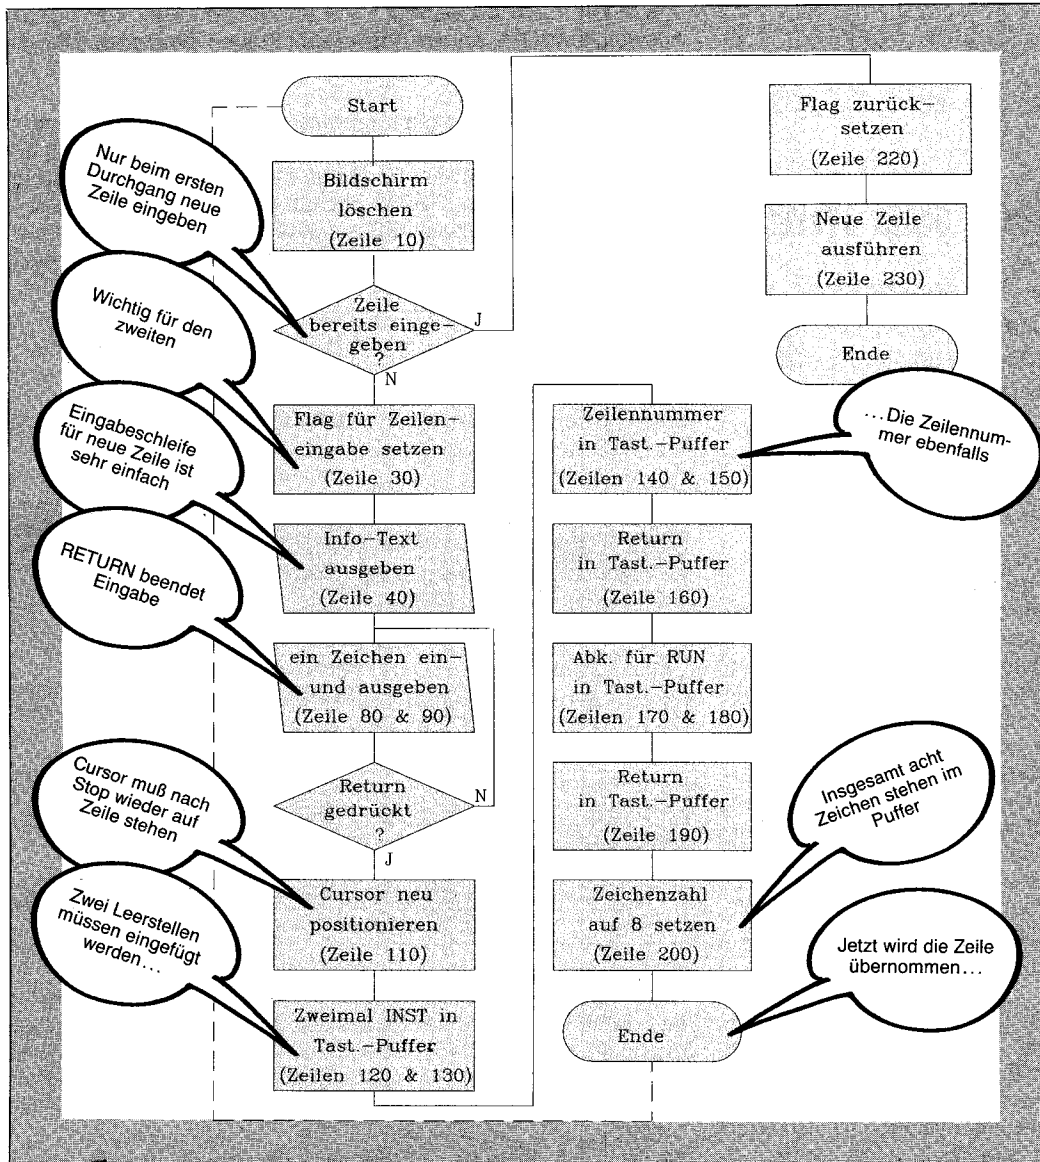 Start
Bildschirm
löschen
(Zeile 10)
Nur beim ersten
Durchgang neue
Zeile eingeben
Zeile
bereits einge-
geben
?
J
N
Wichtig für den
zweiten
Flag für Zeilen-
eingabe setzen
(Zeile 30)
Eingabeschleife
für neue Zeile ist
sehr einfach
Info-Text
ausgeben
(Zeile 40)
RETURN beendet
Eingabe
ein Zeichen ein-
und ausgeben
(Zeile 80 & 90)
Return
gedrückt
?
N
J
Cursor muß nach
Stop wieder auf
Zeile stehen
Cursor neu
positionieren
(Zeile 110)
Zwei Leerstellen
müssen eingefügt
werden...
Zweimal INST in
Tast.-Puffer
(Zeilen 120 & 130)
Zeilennummer
in Tast.-Puffer
(Zeilen 140 & 150)
...Die Zeilennum-
mer ebenfalls
Return
in Tast.-Puffer
(Zeile 160)
Abk. für RUN
in Tast.-Puffer
(Zeilen 170 & 180)
Return
in Tast.-Puffer
(Zeile 190)
Insgesamt acht
Zeichen stehen im
Puffer
Zeichenzahl
auf 8 setzen
(Zeile 200)
Jetzt wird die Zeile
übernommen...
Ende
Flag zurück-
setzen
(Zeile 220)
Neue Zeile
ausführen
(Zeile 230)
Ende